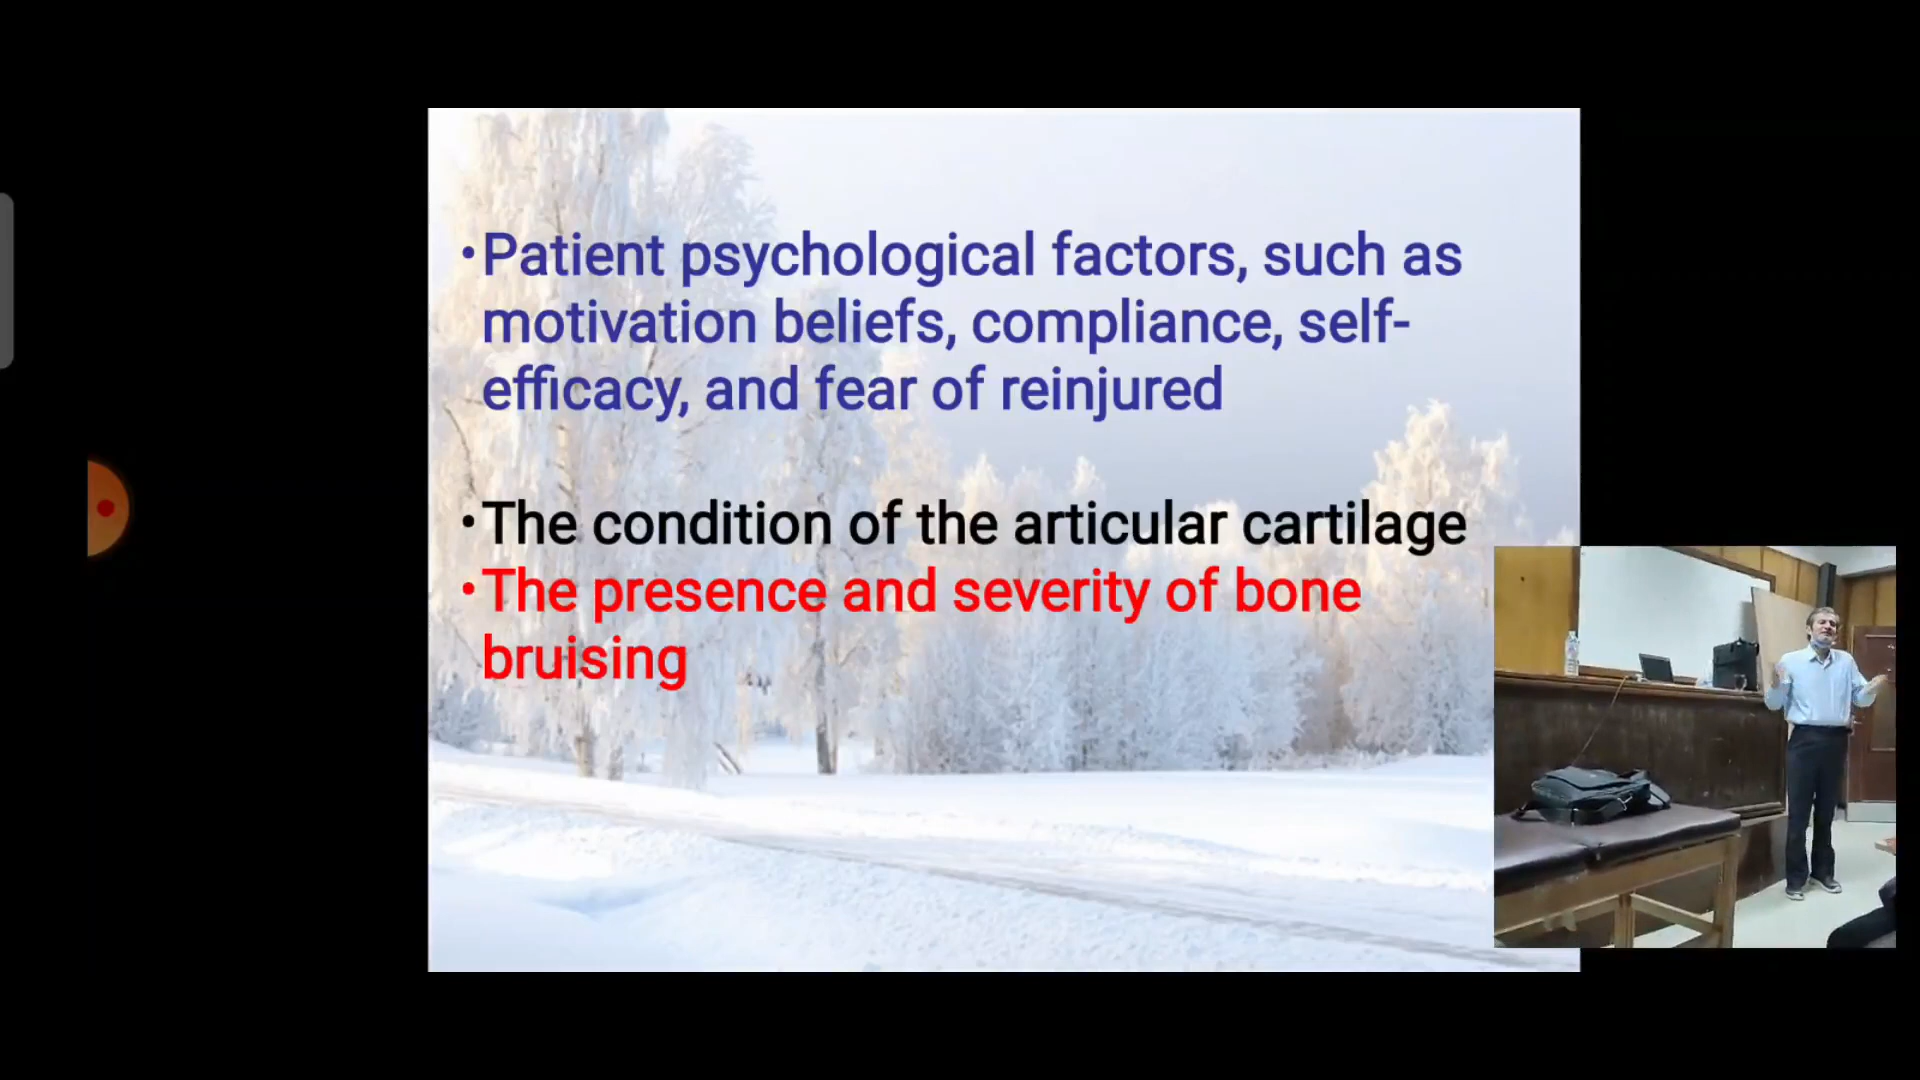 •Patient psychological factors, such as
motivation beliefs, compliance, self-
efficacy, and fear of reinjured
•The condition of the articular cartilage
•The presence and severity of bone
bruising